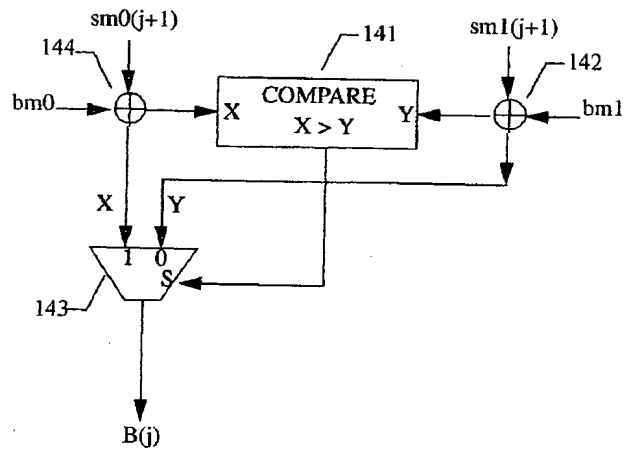 sm0(j+1)
144
141
sm1(j+1)
142
bm0
X
COMPARE
X > Y
Y
bm1
X
Y
1
0
S
143
B(j)